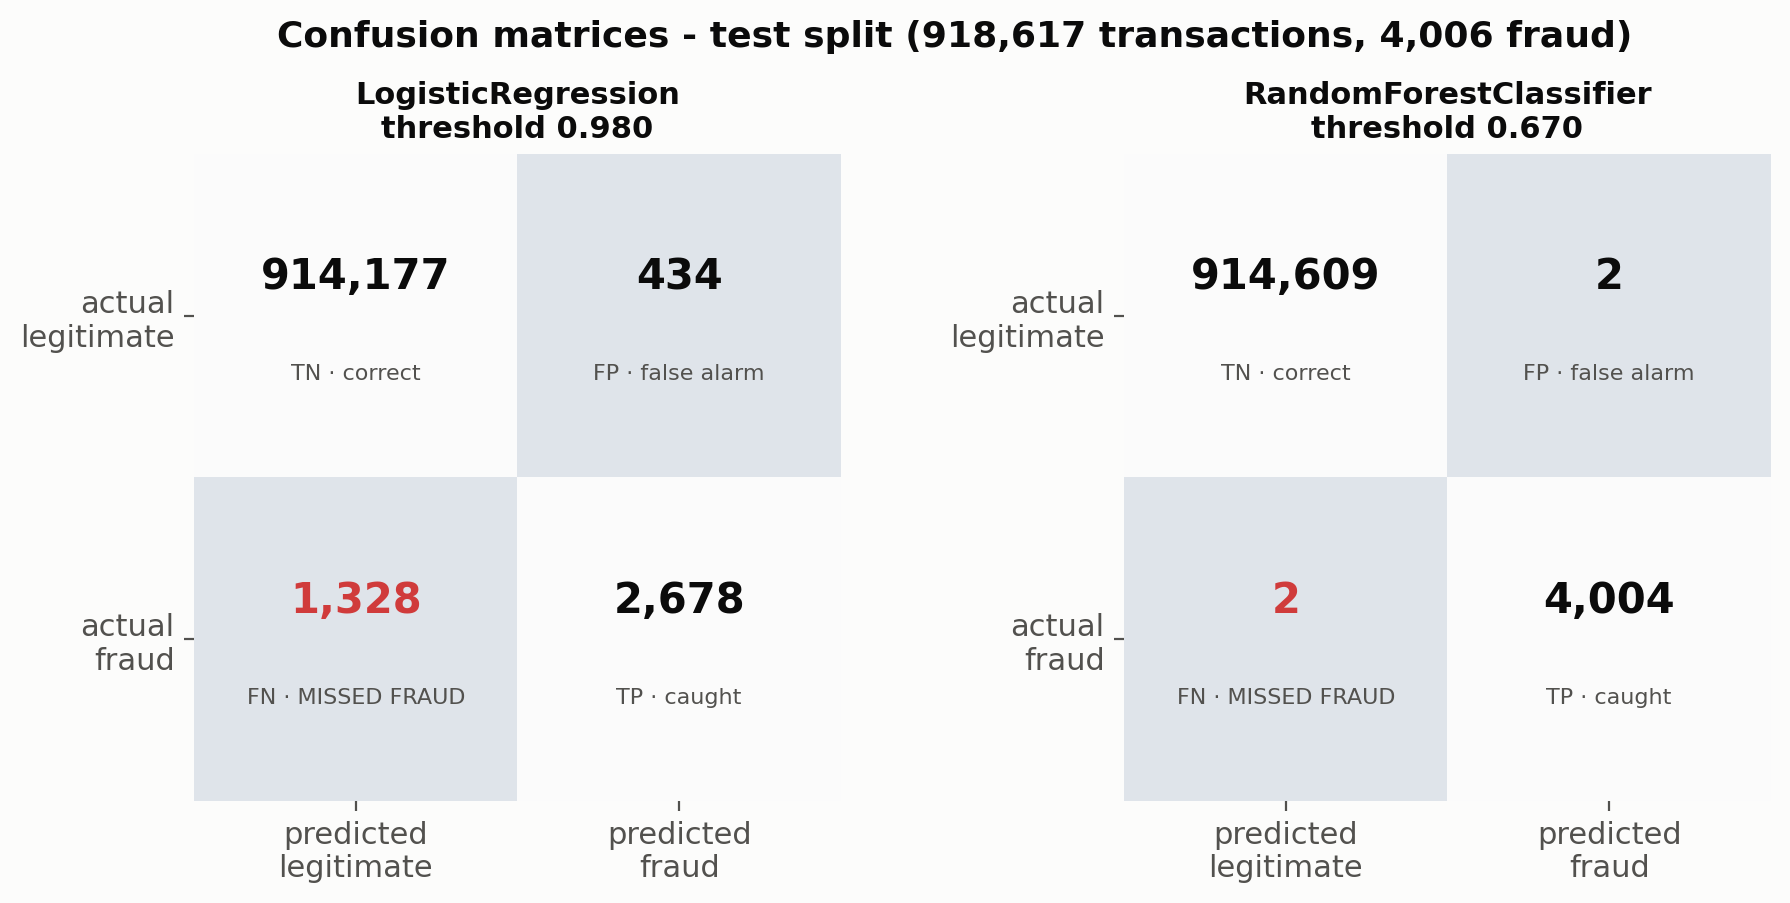 Confusion matrices - test split (918,617 transactions, 4,006 fraud)
LogisticRegression
threshold 0.980
914,177
434
actual
legitimate
TN · correct
FP · false alarm
1,328
2,678
actual
fraud
FN · MISSED FRAUD
TP · caught
predicted
legitimate
predicted
fraud
RandomForestClassifier
threshold 0.670
914,609
2
actual
legitimate
TN · correct
FP · false alarm
2
4,004
actual
fraud
FN · MISSED FRAUD
TP · caught
predicted
legitimate
predicted
fraud